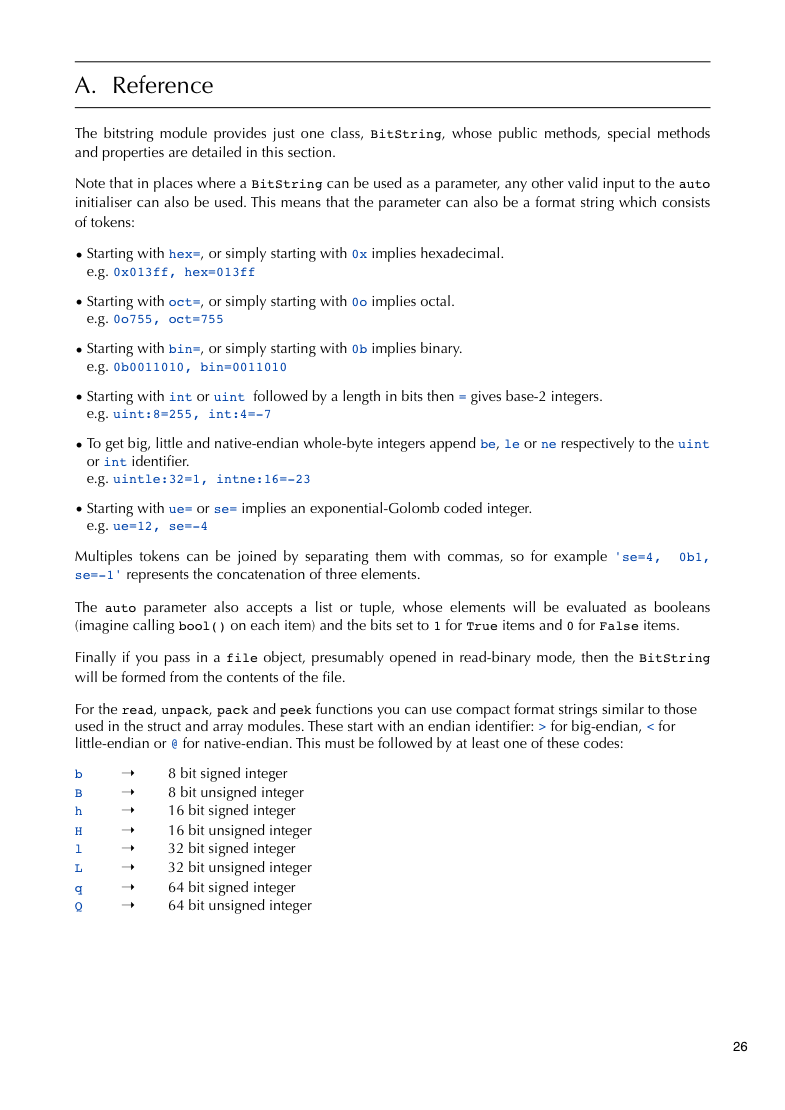 A. Reference
The bitstring module provides just one class, BitString, whose public methods, special methods
and properties are detailed in this section.
Note that in places where a BitString can be used as a parameter, any other valid input to the auto
initialiser can also be used. This means that the parameter can also be a format string which consists
of tokens:
• Starting with hex=, or simply starting with 0x implies hexadecimal.
e.g. 0x013ff, hex=013ff
• Starting with oct=, or simply starting with 0o implies octal.
e.g. 0o755, oct=755
• Starting with bin=, or simply starting with 0b implies binary.
e.g. 0b0011010, bin=0011010
• Starting with int or uint followed by a length in bits then = gives base-2 integers.
e.g. uint:8=255, int:4=-7
• To get big, little and native-endian whole-byte integers append be, le or ne respectively to the uint
or int identifier.
e.g. uintle:32=1, intne:16=-23
• Starting with ue= or se= implies an exponential-Golomb coded integer.
e.g. ue=12, se=-4
Multiples tokens can be joined by separating them with commas, so for example 'se=4, 0b1,
se=-1' represents the concatenation of three elements.
The auto parameter also accepts a list or tuple, whose elements will be evaluated as booleans
(imagine calling bool() on each item) and the bits set to 1 for True items and 0 for False items.
Finally if you pass in a file object, presumably opened in read-binary mode, then the BitString
will be formed from the contents of the file.
For the read, unpack, pack and peek functions you can use compact format strings similar to those
used in the struct and array modules. These start with an endian identifier: > for big-endian, < for
little-endian or @ for native-endian. This must be followed by at least one of these codes:
b → 8 bit signed integer
B → 8 bit unsigned integer
h → 16 bit signed integer
H → 16 bit unsigned integer
l → 32 bit signed integer
L → 32 bit unsigned integer
q → 64 bit signed integer
Q → 64 bit unsigned integer
26